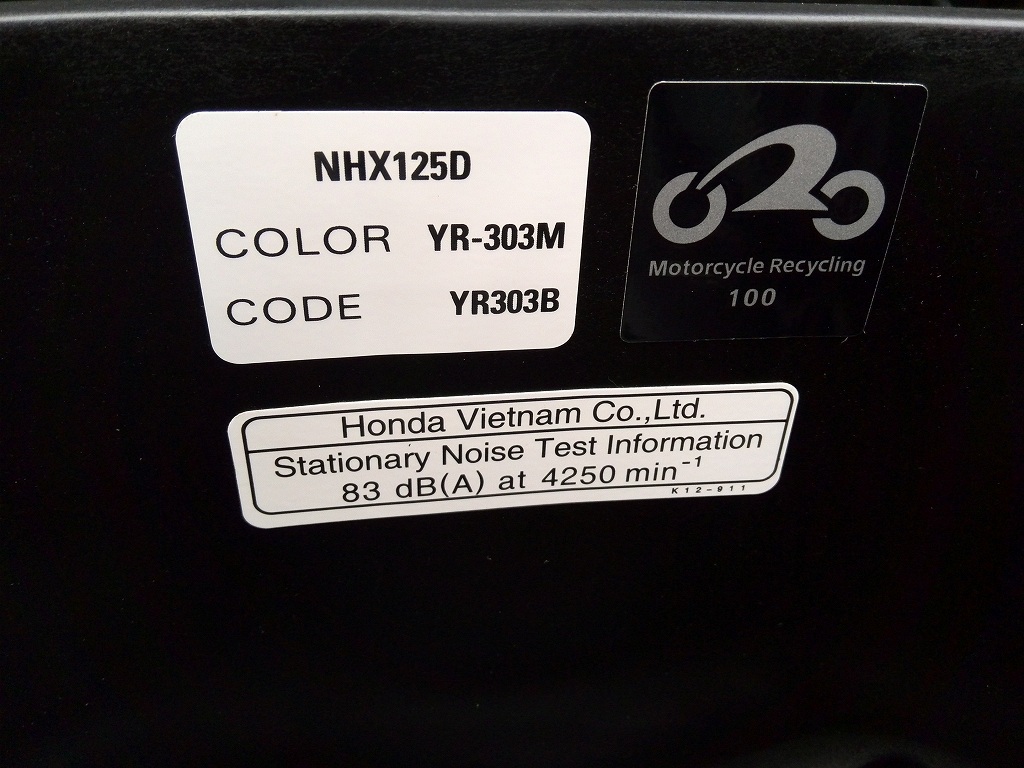 NHX125D
COLOR YR-303M
CODE YR303B
Motorcycle Recycling
100
Honda Vietnam Co.,Ltd.
Stationary Noise Test Information
83 dB(A) at 4250 min⁻¹
K12-911